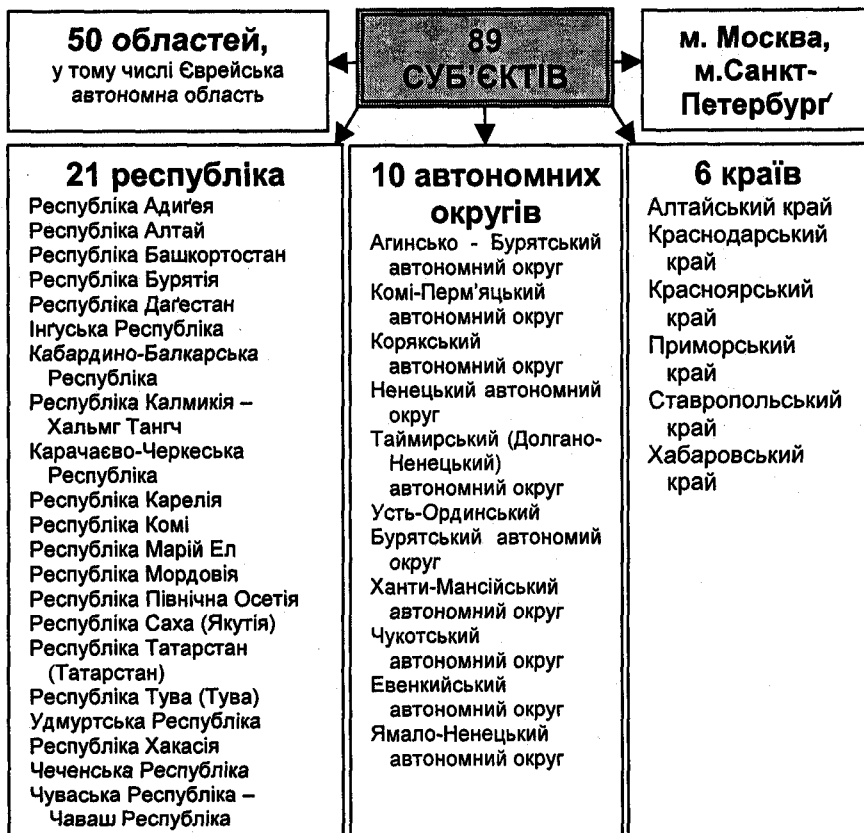 50 областей,
у тому числі Єврейська
автономна область
89
СУБ’ЄКТІВ
м. Москва,
м.Санкт-
Петербурґ
21 республіка
Республіка Адиґея
Республіка Алтай
Республіка Башкортостан
Республіка Бурятія
Республіка Даґестан
Інґуська Республіка
Кабардино-Балкарська
Республіка
Республіка Калмикія –
Хальмг Тангч
Карачаєво-Черкеська
Республіка
Республіка Карелія
Республіка Комі
Республіка Марій Ел
Республіка Мордовія
Республіка Північна Осетія
Республіка Саха (Якутія)
Республіка Татарстан
(Татарстан)
Республіка Тува (Тува)
Удмуртська Республіка
Республіка Хакасія
Чеченська Республіка
Чуваська Республіка –
Чаваш Республіка
10 автономних
округів
Агинсько - Бурятський
автономний округ
Комі-Перм’яцький
автономний округ
Корякський
автономний округ
Ненецький автономний
округ
Таймирський (Долгано-
Ненецький)
автономний округ
Усть-Ординський
Бурятський автономий
округ
Ханти-Мансійський
автономний округ
Чукотський
автономний округ
Евенкийський
автономний округ
Ямало-Ненецький
автономний округ
6 країв
Алтайський край
Краснодарський
край
Красноярський
край
Приморський
край
Ставропольський
край
Хабаровський
край